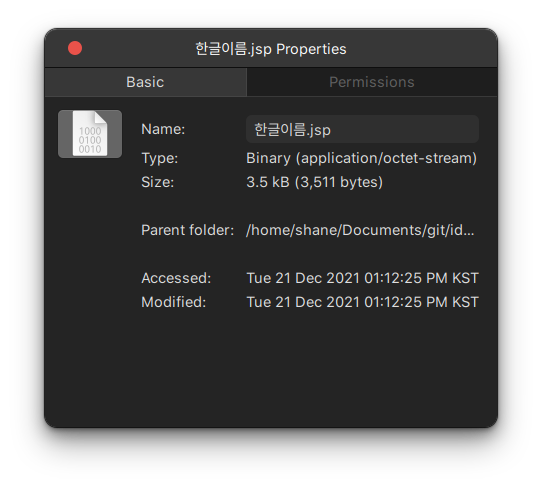 한글이름.jsp Properties
Basic
Permissions
1000
0100
0010
Name: 한글이름.jsp
Type: Binary (application/octet-stream)
Size: 3.5 kB (3,511 bytes)
Parent folder: /home/shane/Documents/git/id...
Accessed: Tue 21 Dec 2021 01:12:25 PM KST
Modified: Tue 21 Dec 2021 01:12:25 PM KST